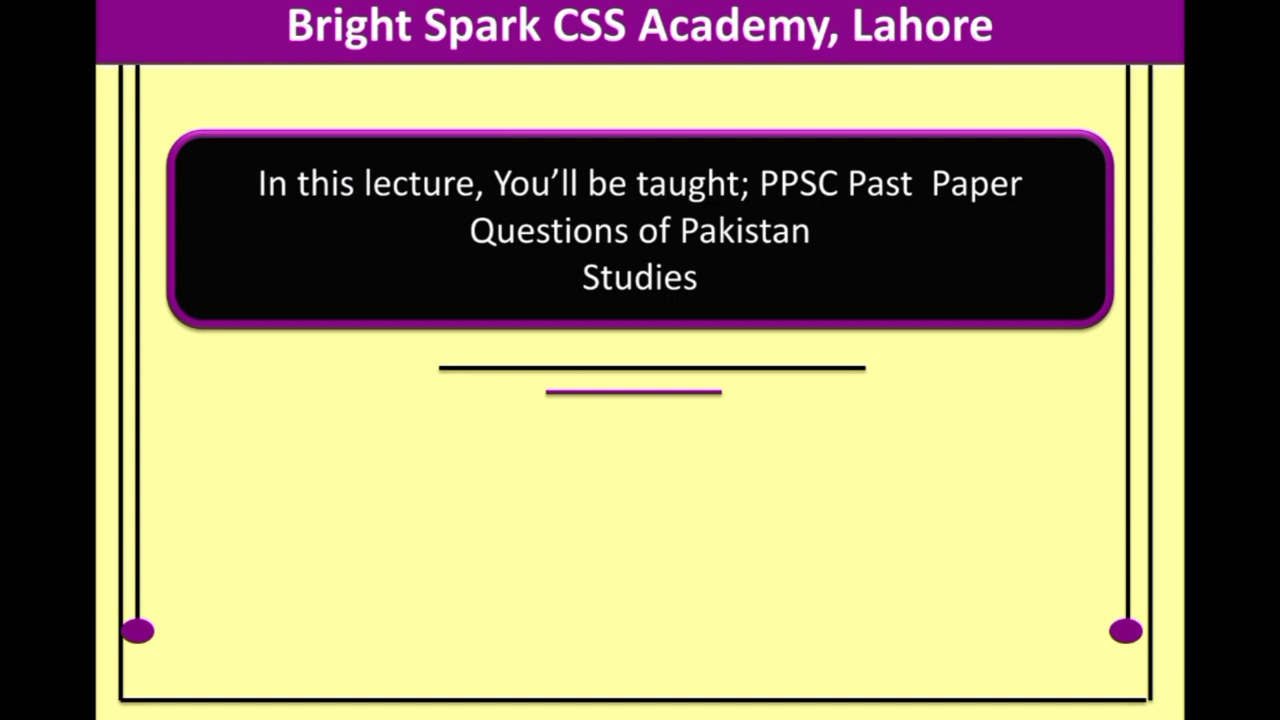 Bright Spark CSS Academy, Lahore
In this lecture, You’ll be taught; PPSC Past  Paper
Questions of Pakistan
Studies